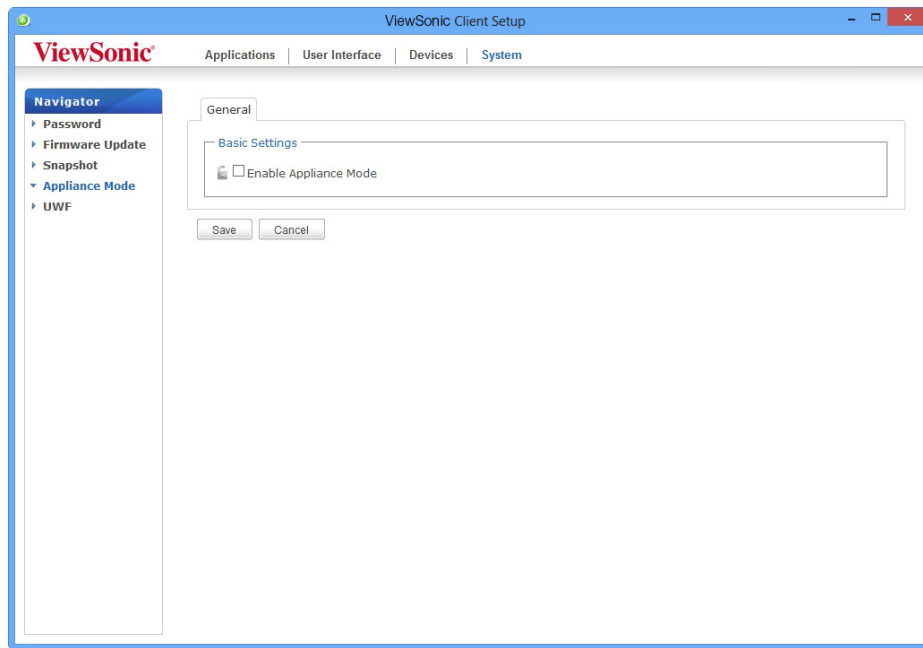 ViewSonic Client Setup
ViewSonic®
Applications | User Interface | Devices | System
Navigator
Password
Firmware Update
Snapshot
Appliance Mode
UWF
General
Basic Settings
Enable Appliance Mode
Save Cancel